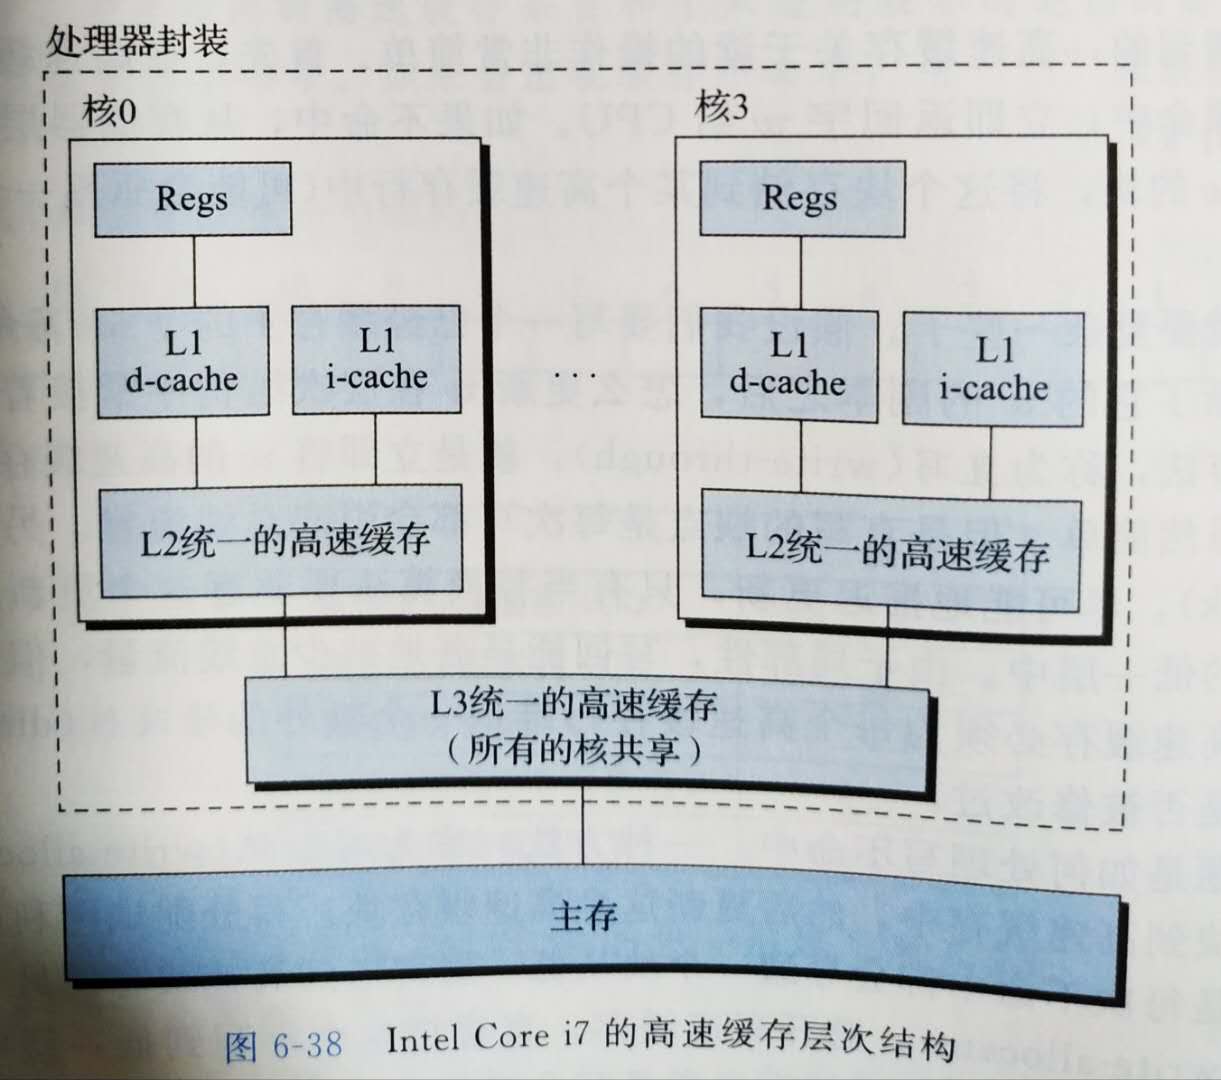 处理器封装
核0
核3
Regs
Regs
L1
d-cache
L1
i-cache
····
L1
d-cache
L1
i-cache
L2统一的高速缓存
L2统一的高速缓存
L3统一的高速缓存
（所有的核共享）
主存
图 6-38 Intel Core i7 的高速缓存层次结构